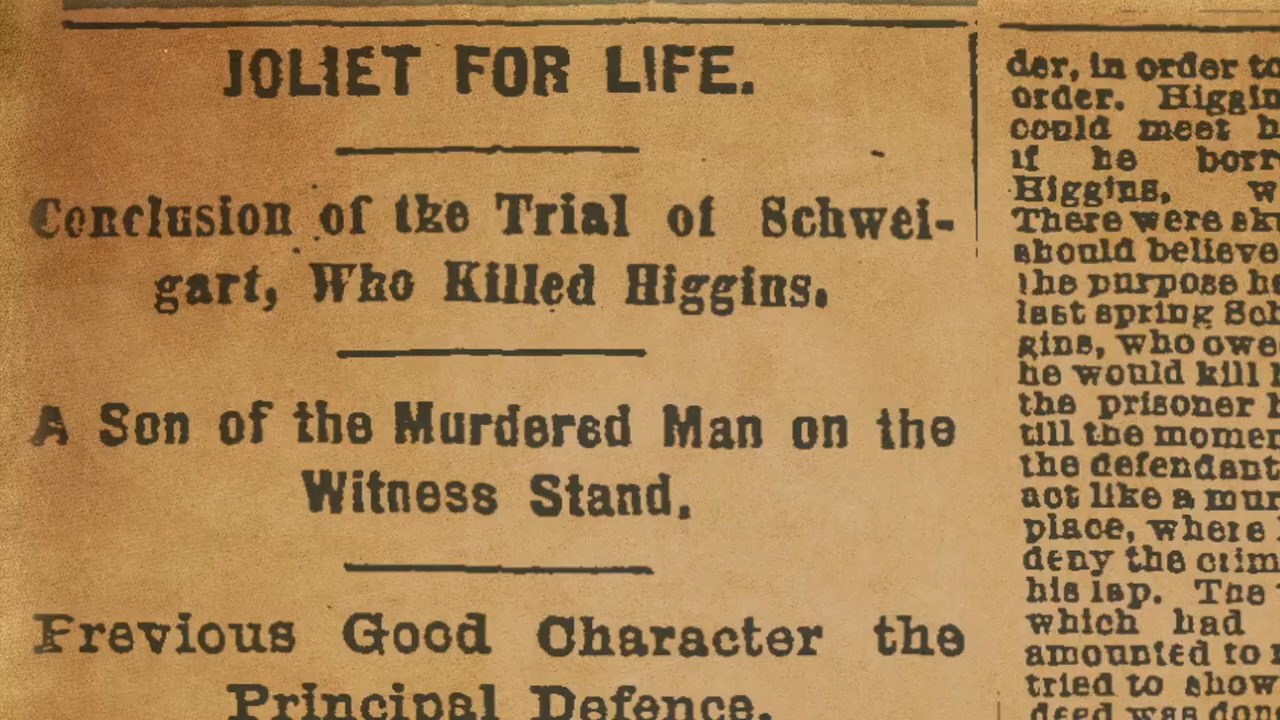 JOLIET FOR LIFE.
Conclusion of the Trial of Schwei-
gart, Who Killed Higgins.
A Son of the Murdered Man on the
Witness Stand.
Previous Good Character the
Principal Defence.
der, in order to
order. Higgin
could meet h
if he borr
Higgins, w
There were sk
should believe
the purpose he
last spring Sch
gins, who owe
he would kill h
the prisoner
till the momen
the defendant
act like a mur
place, where
deny the crim
his lap. The
which had
amounted to
tried to show
deed was done